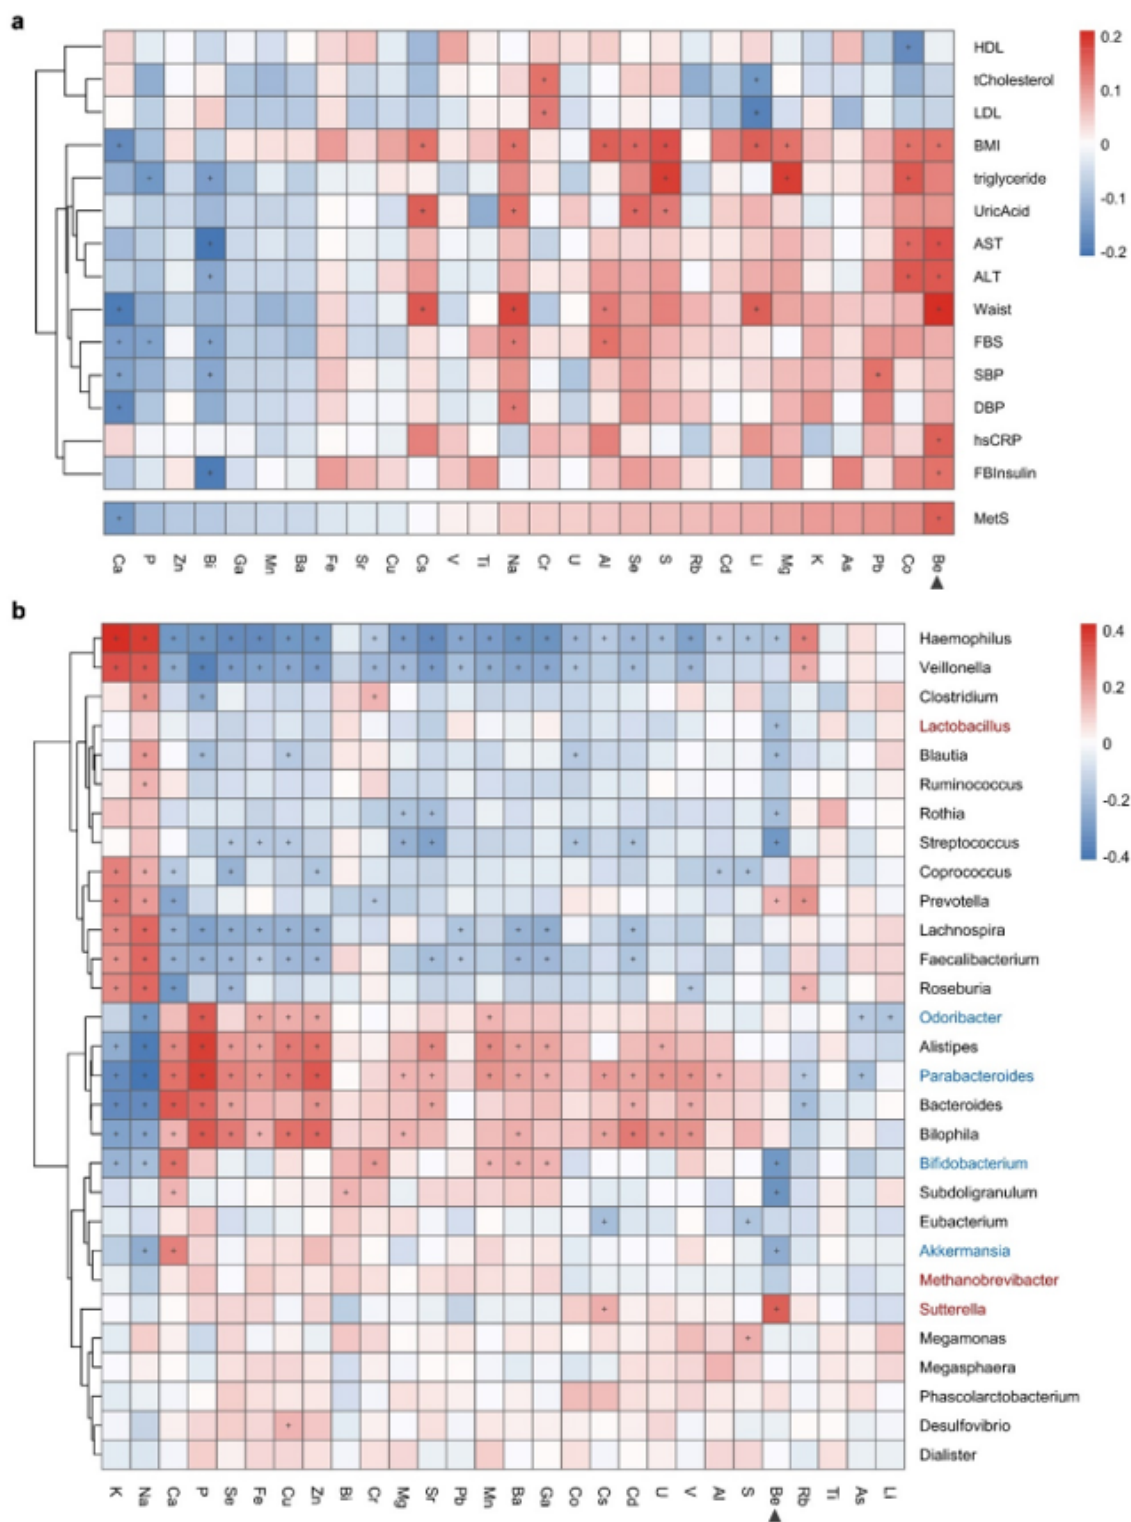 a
HDL
tCholesterol
LDL
BMI
triglyceride
UricAcid
AST
ALT
Waist
FBS
SBP
DBP
hsCRP
FBInsulin
MetS
0.2
0.1
0
-0.1
-0.2
Ca P Zn Bi Ga Mn Ba Fe Sr Cu Cs V Ti Na Cr U Al Se S Rb Cd Li Mg K As Pb Co Be
b
Haemophilus
Veillonella
Clostridium
Lactobacillus
Blautia
Ruminococcus
Rothia
Streptococcus
Coprococcus
Prevotella
Lachnospira
Faecalibacterium
Roseburia
Odoribacter
Alistipes
Parabacteroides
Bacteroides
Bilophila
Bifidobacterium
Subdoligranulum
Eubacterium
Akkermansia
Methanobrevibacter
Sutterella
Megamonas
Megasphaera
Phascolarctobacterium
Desulfovibrio
Dialister
0.4
0.2
0
-0.2
-0.4
K Na Ca P Se Fe Cu Zn Bi Cr Mg Sr Pb Mn Ba Ga Co Cs Cd U V Al S Be Rb Ti As Li